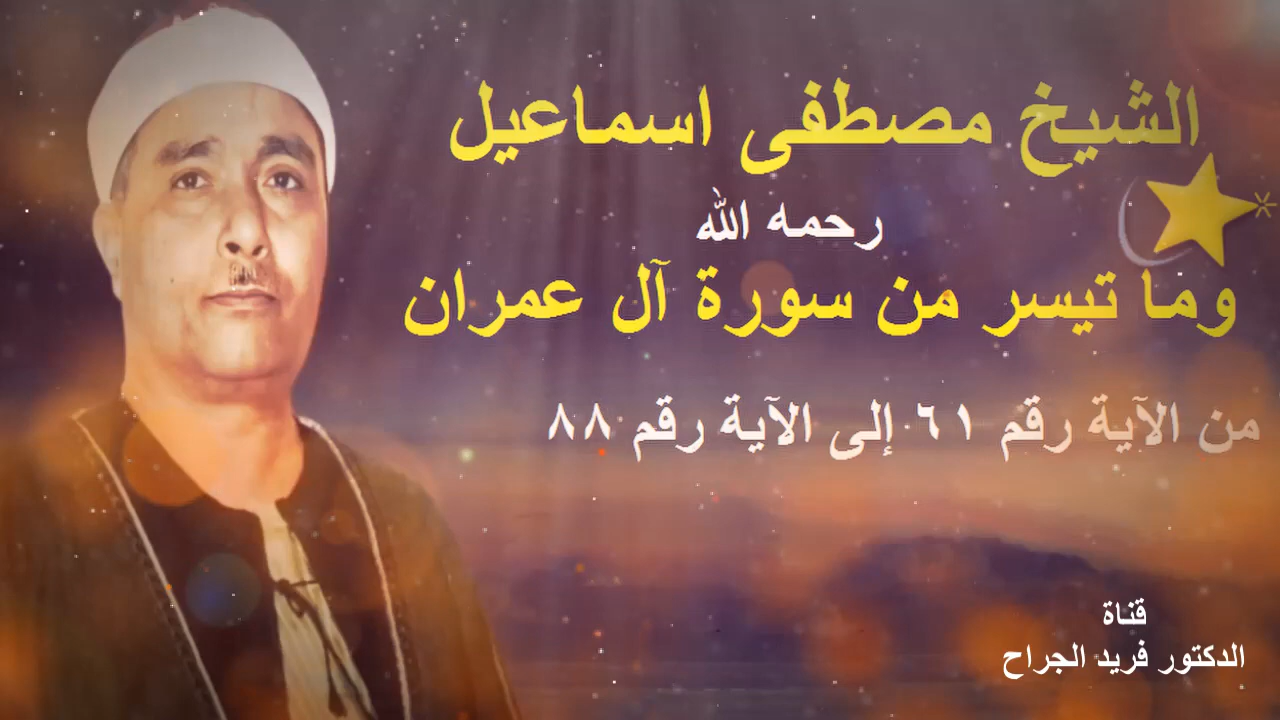 الشيخ مصطفى اسماعيل
رحمه الله
وما تيسر من سورة آل عمران
من الآية رقم ٦١ إلى الآية رقم ٨٨
قناة
الدكتور فريد الجراح